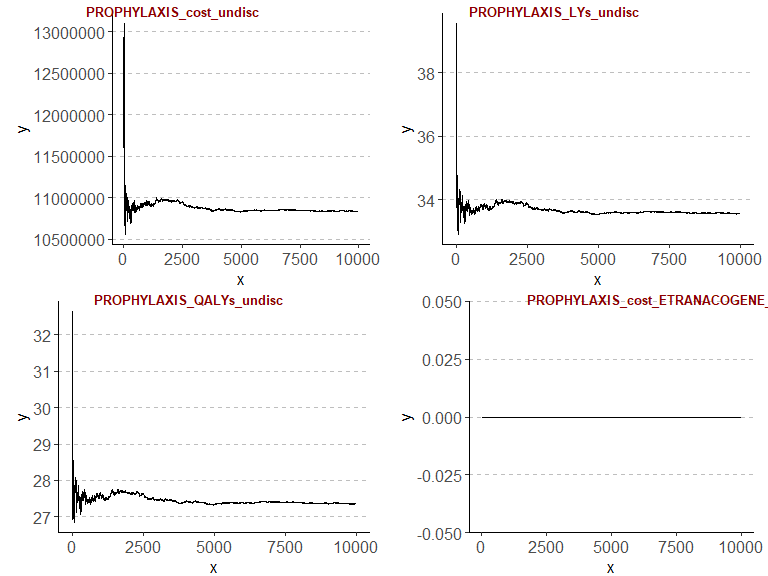 PROPHYLAXIS_cost_undisc
13000000
12500000
12000000
11500000
11000000
10500000
y
0 2500 5000 7500 10000
x
PROPHYLAXIS_LYs_undisc
38
36
34
y
0 2500 5000 7500 10000
x
PROPHYLAXIS_QALYs_undisc
32
31
30
29
28
27
y
0 2500 5000 7500 10000
x
PROPHYLAXIS_cost_ETRANACOGENE_
0.050
0.025
0.000
-0.025
-0.050
y
0 2500 5000 7500 10000
x